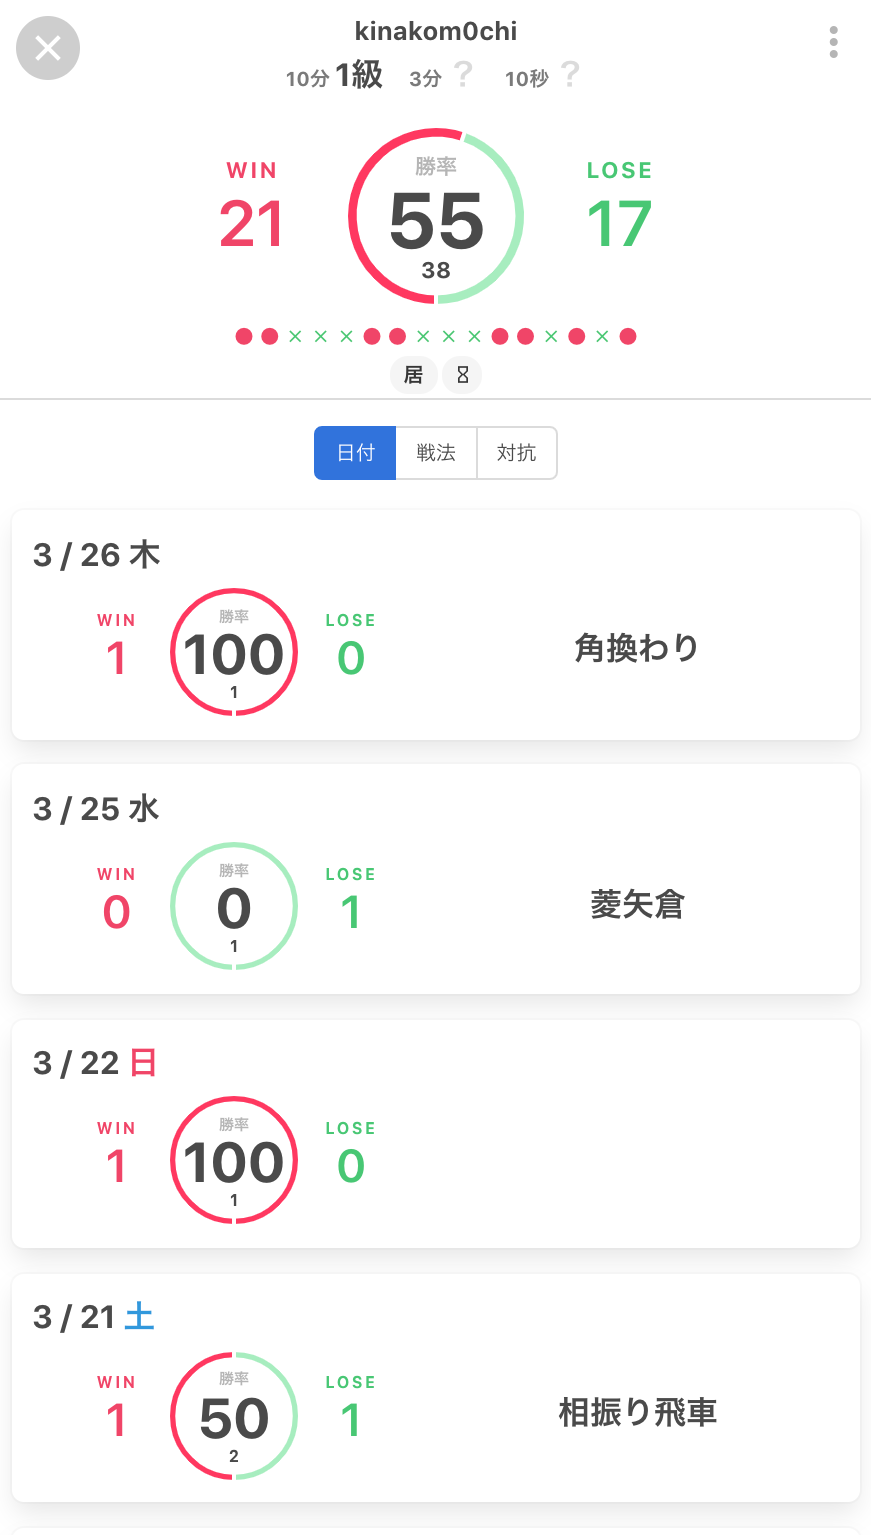 kinakom0chi
10分 1級 3分 ? 10秒 ?
WIN 勝率 LOSE
21 55 17
38
●●×××●●×××●●×●×●
居
日付 戦法 対抗
3 / 26 木
WIN 勝率 LOSE
1 100 0 角換わり
1
3 / 25 水
WIN 勝率 LOSE
0 0 1 菱矢倉
1
3 / 22 日
WIN 勝率 LOSE
1 100 0
1
3 / 21 土
WIN 勝率 LOSE
1 50 1 相振り飛車
2